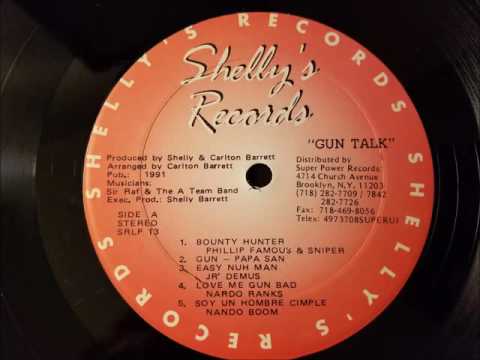 SHELLY'S RECORDS SHELLY'S RECORDS
Shelly's
Records
"GUN TALK"
Produced by Shelly & Carlton Barrett
Arranged by Carlton Barrett
Pub.: 1991
Musicians:
Sir Raf & The A Team Band
Exec. Prod.: Shelly Barrett
Distributed by
Super Power Records
4714 Church Avenue
Brooklyn, N.Y. 11203
(718) 282-7709 / 7842
282-7726
Fax: 718-469-8056
Telex: 4973708SUPERUI
SIDE A
STEREO
SRLP 13
1. BOUNTY HUNTER
PHILLIP FAMOUS & SNIPER
2. GUN - PAPA SAN
3. EASY NUH MAN
JR' DEMUS
4. LOVE ME GUN BAD
NARDO RANKS
5. SOY UN HOMBRE CIMPLE
NANDO BOOM